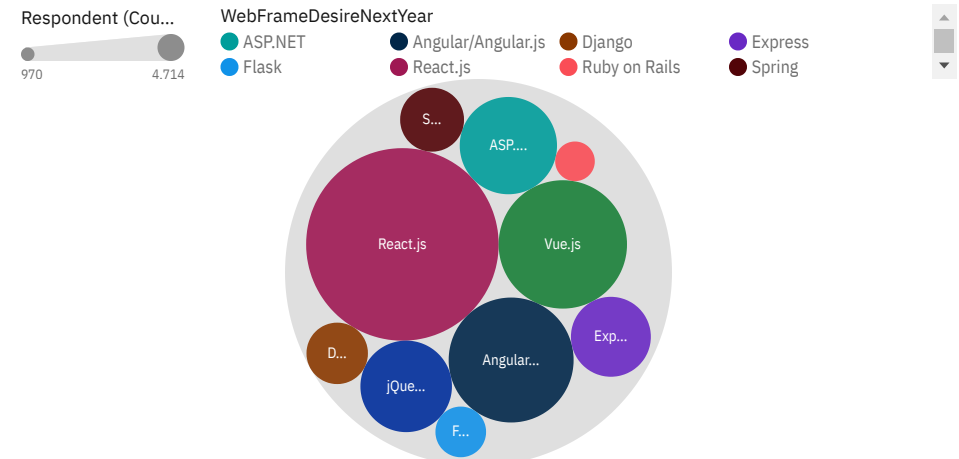 Respondent (Cou...
970
4.714
WebFrameDesireNextYear
ASP.NET
Angular/Angular.js
Django
Express
Flask
React.js
Ruby on Rails
Spring
S...
ASP....
React.js
Vue.js
Exp...
D...
Angular...
jQue...
F...